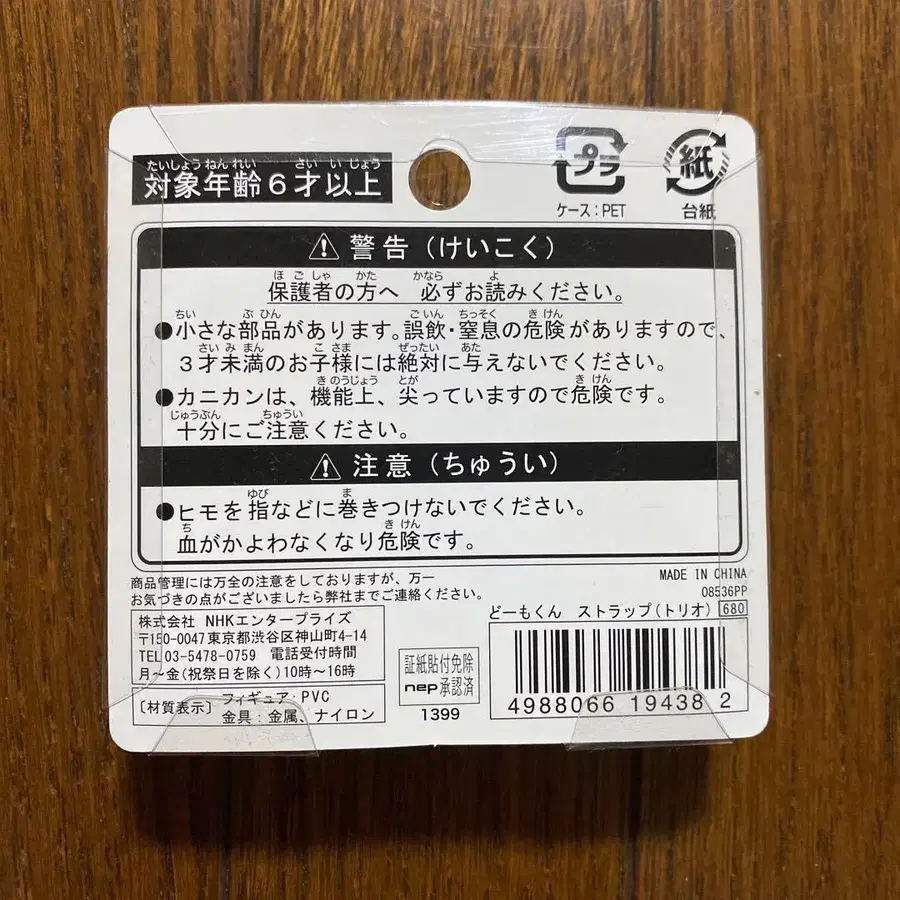 たいしょう ねんれい さい い じょう
対象年齢6才以上
プラ
ケース:PET
紙
台紙
警告(けいこく)
ほ ご しゃ かた かなら よ
保護者の方へ 必ずお読みください。
ちい ぶ ひん ご いん ちっそく き けん
●小さな部品があります。誤飲・窒息の危険がありますので、
さい み まん こ さま ぜったい あた
3才未満のお子様には絶対に与えないでください。
き のうじょう とが き けん
●カニカンは、機能上、尖っていますので危険です。
じゅうぶん ちゅうい
十分にご注意ください。
注意(ちゅうい)
ゆび ま
●ヒモを指などに巻きつけないでください。
ち き けん
血がかよわなくなり危険です。
商品管理には万全の注意をしておりますが、万一
お気づきの点がございましたら弊社までご連絡ください。
MADE IN CHINA
08536PP
どーもくん ストラップ(トリオ) 680
株式会社 NHKエンタープライズ
〒150-0047東京都渋谷区神山町4-14
TEL 03-5478-0759 電話受付時間
月〜金(祝祭日を除く)10時〜16時
〔材質表示〕 フィギュア:PVC
金具:金属、ナイロン
証紙貼付免除
nep承認済
1399
4988066 19438 2